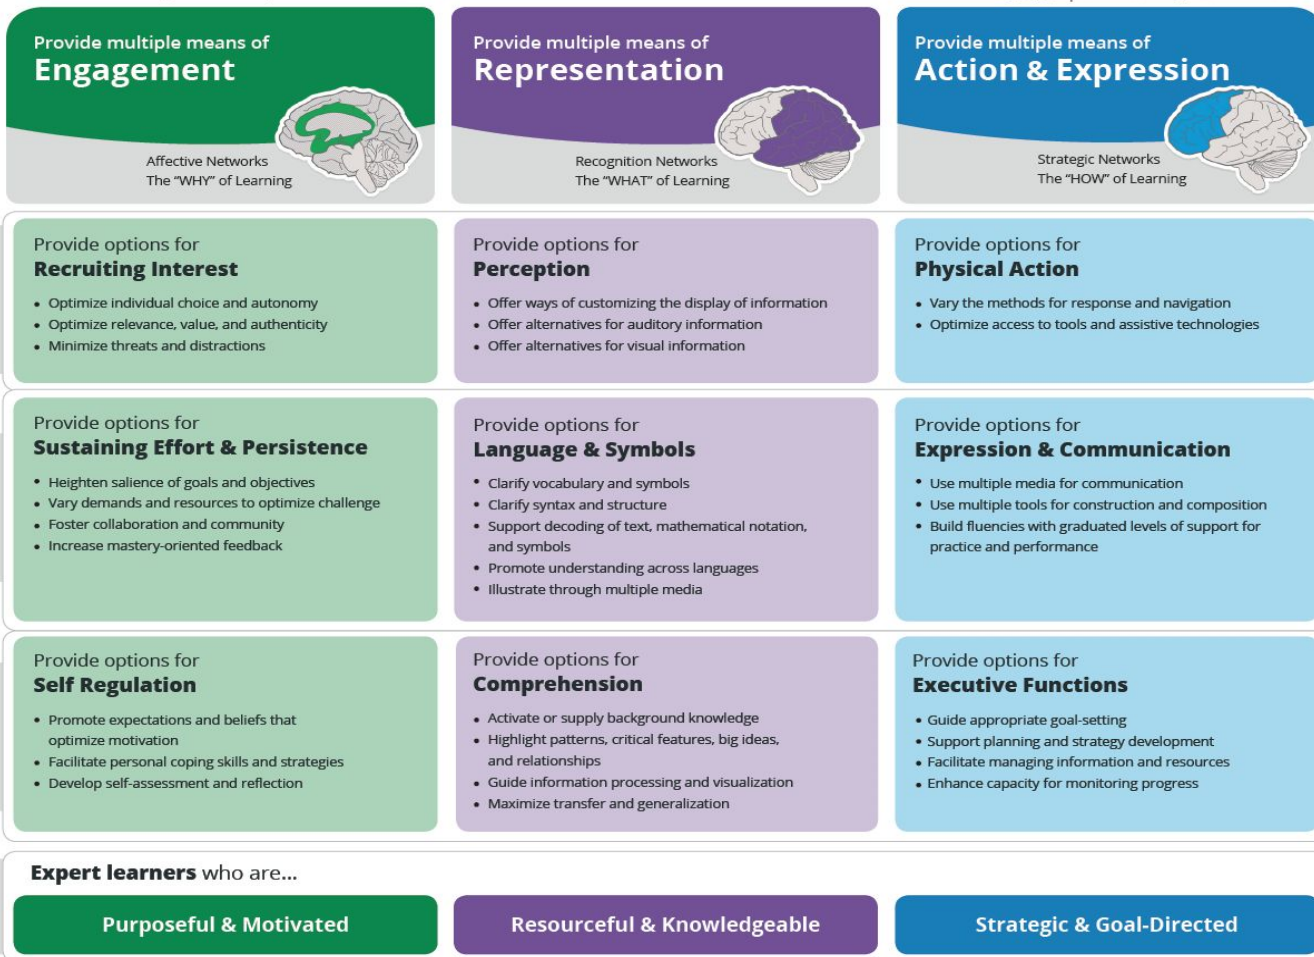 Provide multiple means of
Engagement
Affective Networks
The “WHY” of Learning
Provide multiple means of
Representation
Recognition Networks
The “WHAT” of Learning
Provide multiple means of
Action & Expression
Strategic Networks
The “HOW” of Learning
Provide options for
Recruiting Interest
• Optimize individual choice and autonomy
• Optimize relevance, value, and authenticity
• Minimize threats and distractions
Provide options for
Perception
• Offer ways of customizing the display of information
• Offer alternatives for auditory information
• Offer alternatives for visual information
Provide options for
Physical Action
• Vary the methods for response and navigation
• Optimize access to tools and assistive technologies
Provide options for
Sustaining Effort & Persistence
• Heighten salience of goals and objectives
• Vary demands and resources to optimize challenge
• Foster collaboration and community
• Increase mastery-oriented feedback
Provide options for
Language & Symbols
• Clarify vocabulary and symbols
• Clarify syntax and structure
• Support decoding of text, mathematical notation,
and symbols
• Promote understanding across languages
• Illustrate through multiple media
Provide options for
Expression & Communication
• Use multiple media for communication
• Use multiple tools for construction and composition
• Build fluencies with graduated levels of support for
practice and performance
Provide options for
Self Regulation
• Promote expectations and beliefs that
optimize motivation
• Facilitate personal coping skills and strategies
• Develop self-assessment and reflection
Provide options for
Comprehension
• Activate or supply background knowledge
• Highlight patterns, critical features, big ideas,
and relationships
• Guide information processing and visualization
• Maximize transfer and generalization
Provide options for
Executive Functions
• Guide appropriate goal-setting
• Support planning and strategy development
• Facilitate managing information and resources
• Enhance capacity for monitoring progress
Expert learners who are...
Purposeful & Motivated
Resourceful & Knowledgeable
Strategic & Goal-Directed